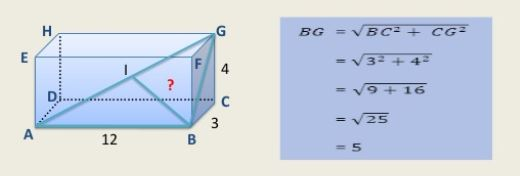 H G
E F
I ? 4
D C
3
A 12 B
BG = √BC² + CG²
= √3² + 4²
= √9 + 16
= √25
= 5